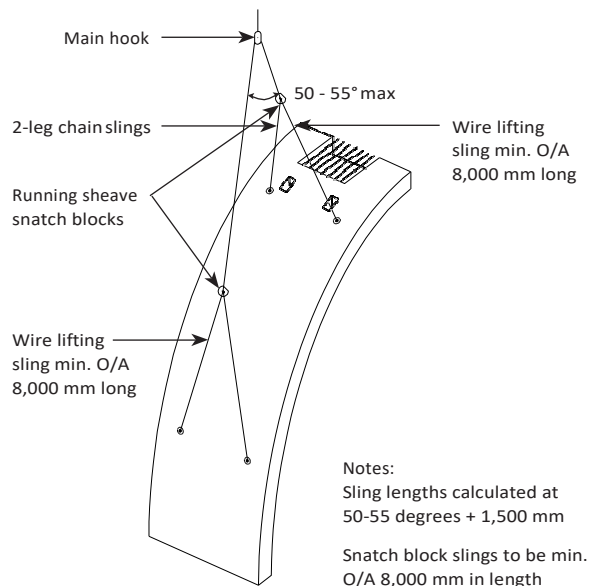 Main hook
50 - 55° max
2-leg chain slings
Wire lifting
sling min. O/A
8,000 mm long
Running sheave
snatch blocks
Wire lifting
sling min. O/A
8,000 mm long
Notes:
Sling lengths calculated at
50-55 degrees + 1,500 mm
Snatch block slings to be min.
O/A 8,000 mm in length